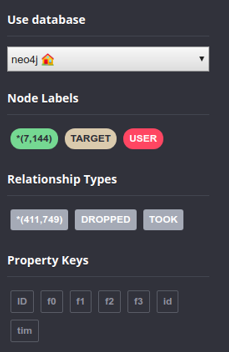 Use database
neo4j
Node Labels
*(7,144) TARGET USER
Relationship Types
*(411,749) DROPPED TOOK
Property Keys
ID f0 f1 f2 f3 id
tim